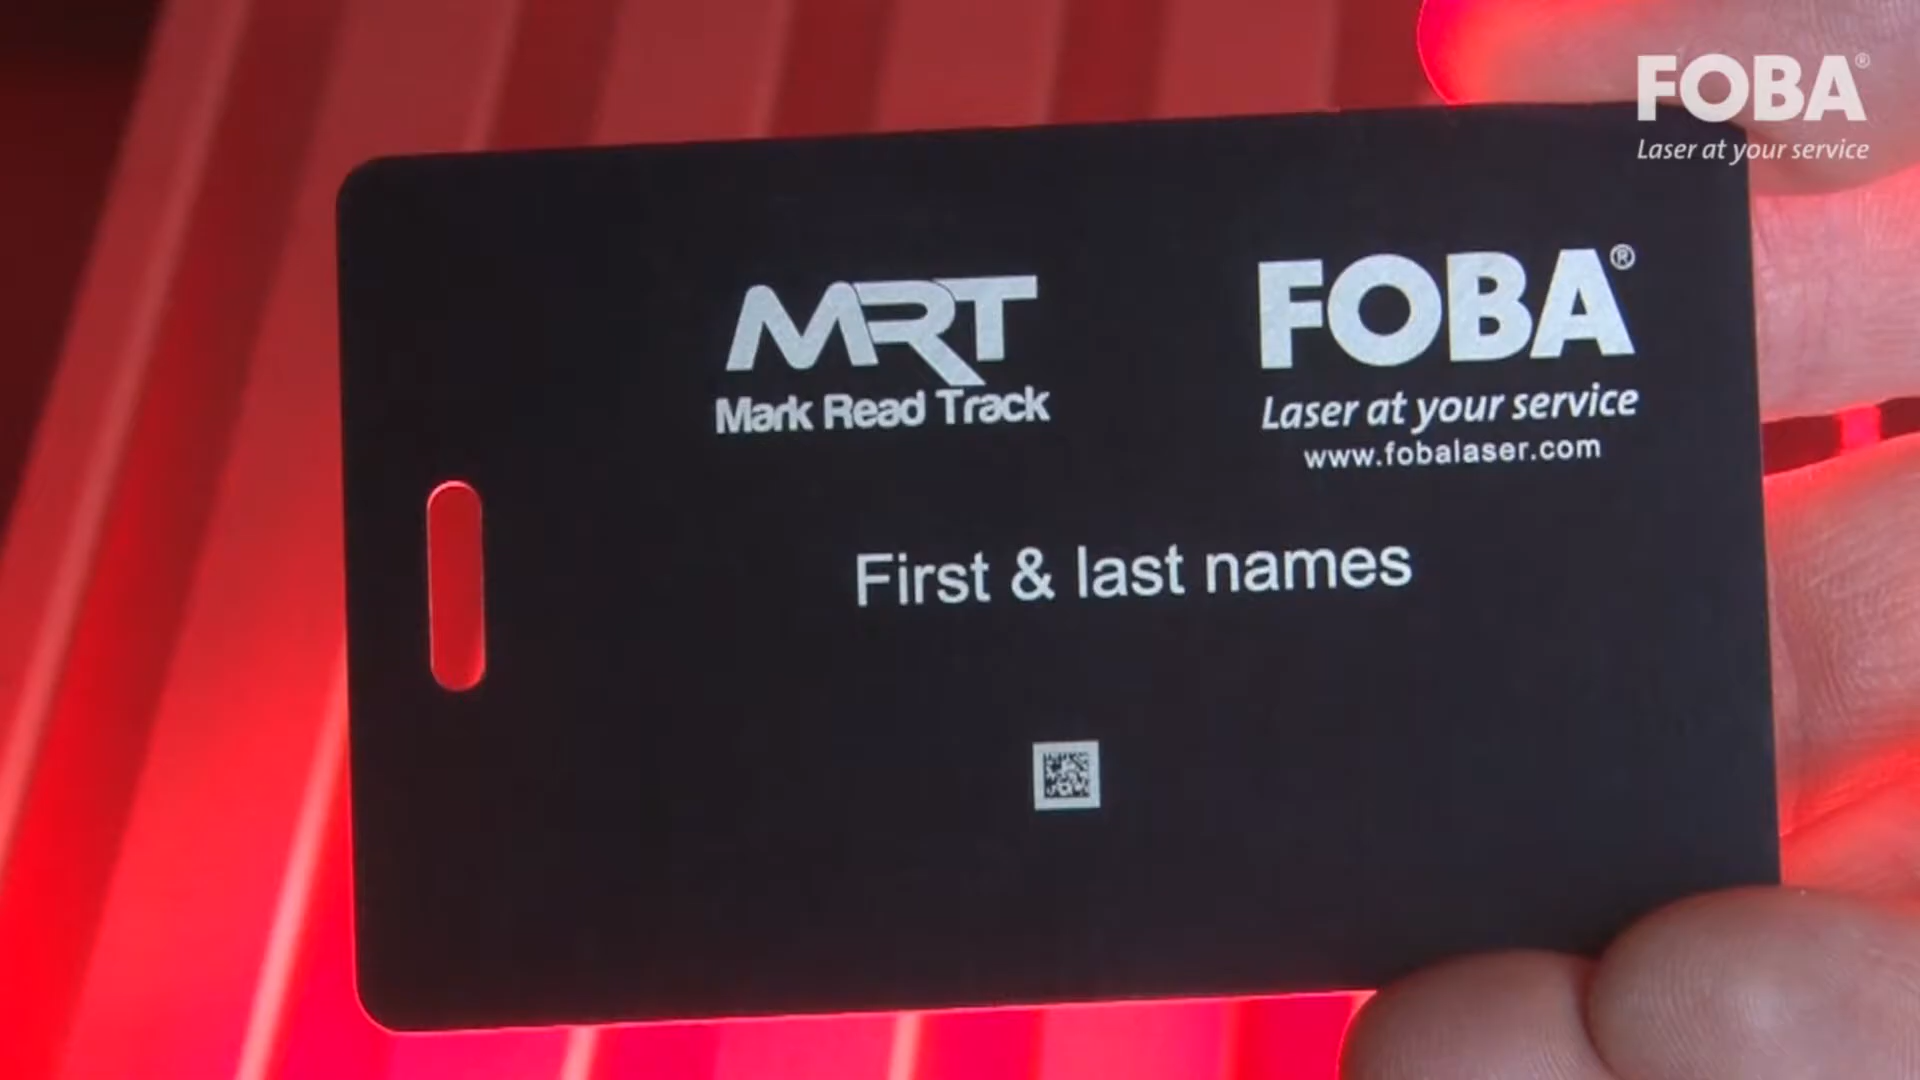 FOBA®
Laser at your service
MRT
Mark Read Track
FOBA®
Laser at your service
www.fobalaser.com
First & last names